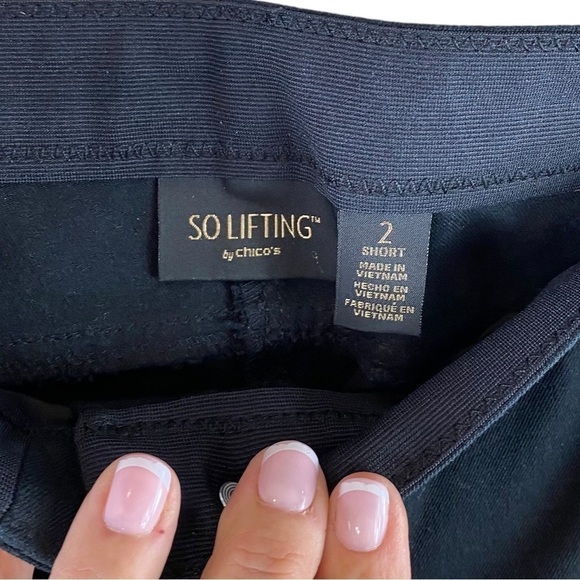 SO LIFTING™
by chico's
2
SHORT
MADE IN
VIETNAM
HECHO EN
VIETNAM
FABRIQUÉ EN
VIETNAM